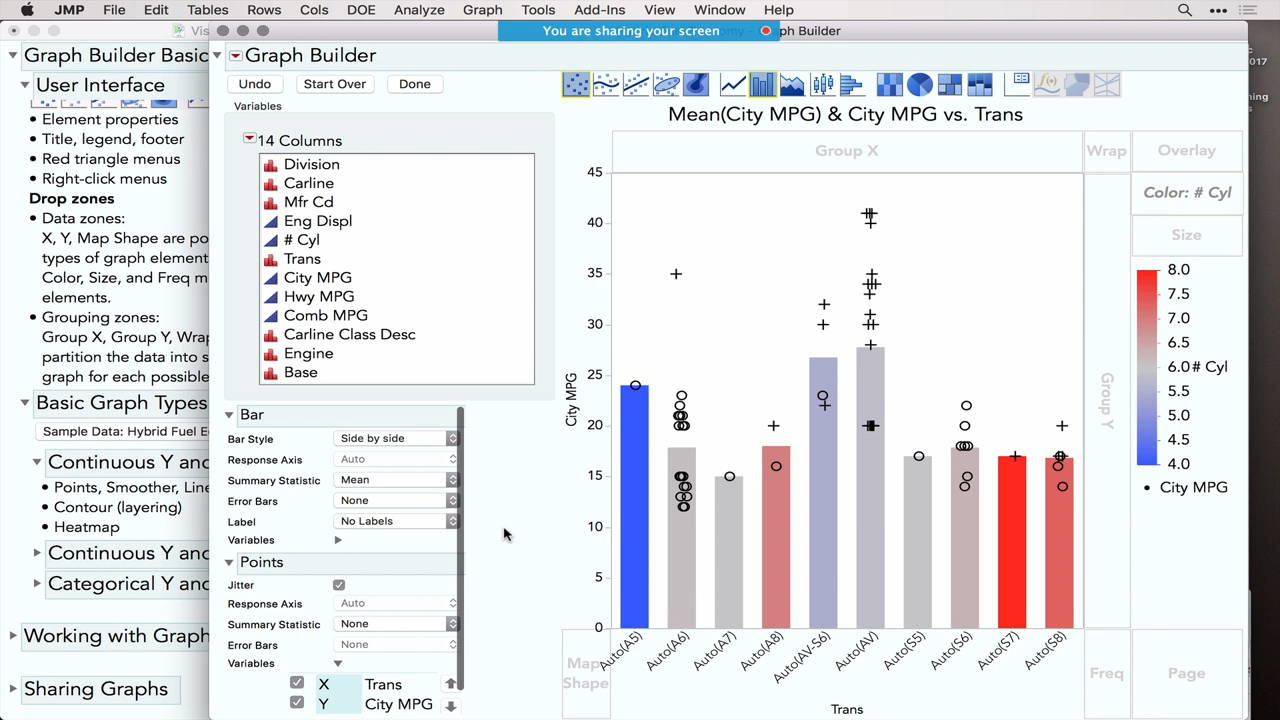 JMP File Edit Tables Rows Cols DOE Analyze Graph Tools Add-Ins View Window Help
Vis
You are sharing your screen
Graph Builder
2017
Graph Builder Basic
User Interface
Element properties
Title, legend, footer
Red triangle menus
Right-click menus
Drop zones
Data zones:
X, Y, Map Shape are po
types of graph element
Color, Size, and Freq m
elements.
Grouping zones:
Group X, Group Y, Wrap
partition the data into s
graph for each possible
Basic Graph Types
Sample Data: Hybrid Fuel E
Continuous Y and
Points, Smoother, Line
Contour (layering)
Heatmap
Continuous Y and
Categorical Y and
Working with Graph
Sharing Graphs
Graph Builder
Undo Start Over Done
Variables
14 Columns
Division
Carline
Mfr Cd
Eng Displ
# Cyl
Trans
City MPG
Hwy MPG
Comb MPG
Carline Class Desc
Engine
Base
Bar
Bar Style Side by side
Response Axis Auto
Summary Statistic Mean
Error Bars None
Label No Labels
Variables
Points
Jitter
Response Axis Auto
Summary Statistic None
Error Bars None
Variables
X Trans
Y City MPG
Mean(City MPG) & City MPG vs. Trans
Group X
Wrap
Overlay
Color: # Cyl
Size
Group Y
45
40
35
30
25
20
15
10
5
0
City MPG
Auto(A5) Auto(A6) Auto(A7) Auto(A8) Auto(AV-S6) Auto(AV) Auto(S5) Auto(S6) Auto(S7) Auto(S8)
Trans
Map
Shape
Freq
Page
8.0
7.5
7.0
6.0 # Cyl
5.5
5.0
4.5
4.0
City MPG